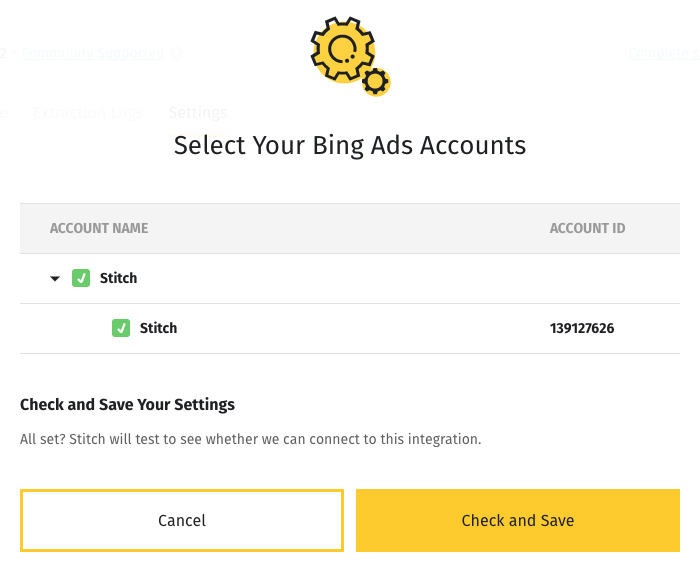 2 • Community Supported
Complete s
e Extraction Logs Settings
Select Your Bing Ads Accounts
ACCOUNT NAME ACCOUNT ID
Stitch
Stitch 139127626
Check and Save Your Settings
All set? Stitch will test to see whether we can connect to this integration.
Cancel Check and Save